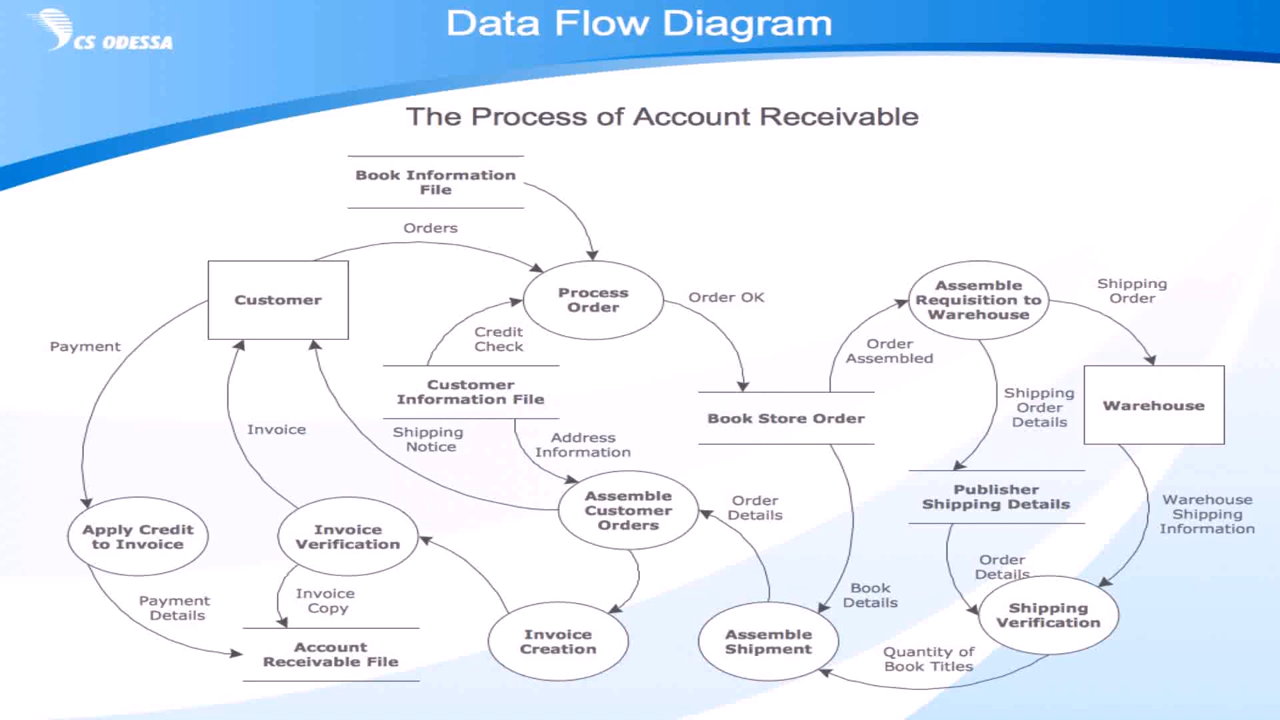 CS ODESSA
Data Flow Diagram
The Process of Account Receivable
Book Information
File
Orders
Customer
Process
Order
Order OK
Assemble
Requisition to
Warehouse
Shipping
Order
Payment
Credit
Check
Order
Assembled
Customer
Information File
Book Store Order
Shipping
Order
Details
Warehouse
Invoice
Shipping
Notice
Address
Information
Publisher
Shipping Details
Assemble
Customer
Orders
Order
Details
Warehouse
Shipping
Information
Apply Credit
to Invoice
Invoice
Verification
Order
Details
Payment
Details
Invoice
Copy
Book
Details
Shipping
Verification
Account
Receivable File
Invoice
Creation
Assemble
Shipment
Quantity of
Book Titles